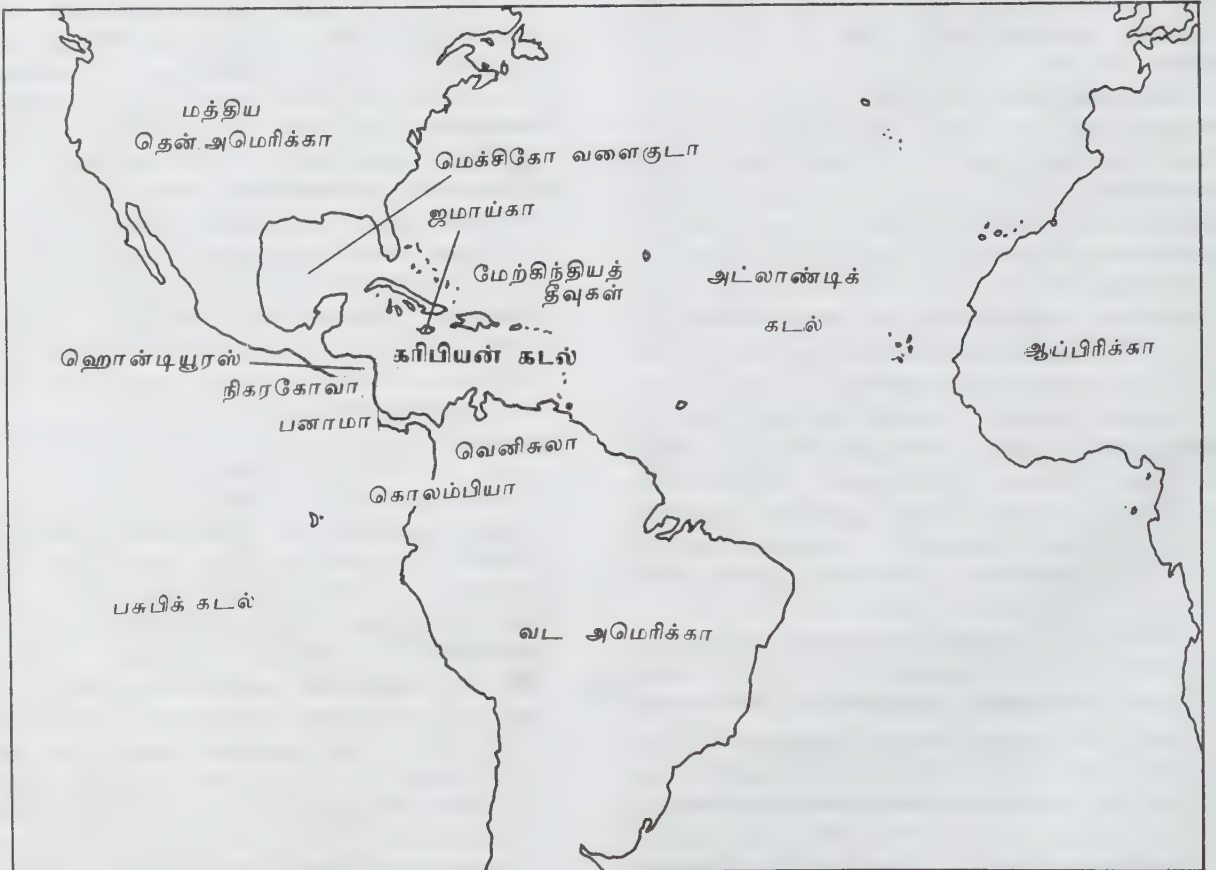 மத்திய
தென் அமெரிக்கா
மெக்சிகோ வளைகுடா
ஜமாய்கா
மேற்கிந்தியத்
தீவுகள்
அட்லாண்டிக்
கடல்
ஆப்பிரிக்கா
ஹொன்டியூரஸ்
கரிபியன் கடல்
நிகரகோவா
பனாமா
வெனிசுலா
கொலம்பியா
பசுபிக் கடல்
வட அமெரிக்கா